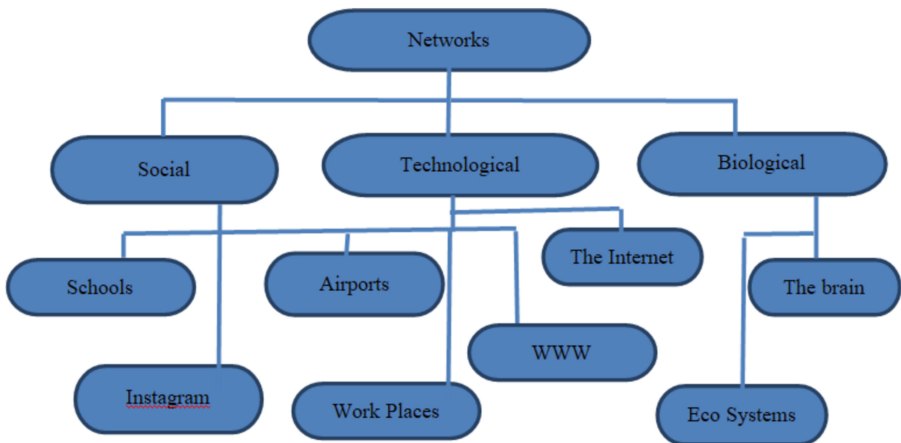 Networks
Social
Technological
Biological
Schools
Airports
The Internet
The brain
WWW
Instagram
Work Places
Eco Systems